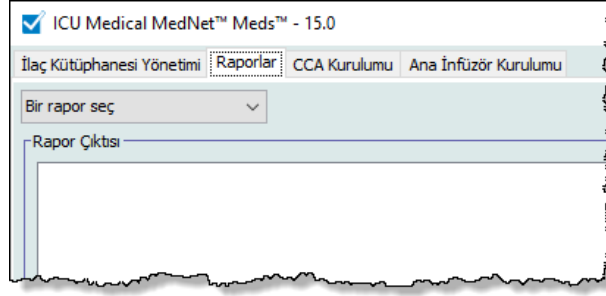 ICU Medical MedNet™ Meds™ - 15.0
İlaç Kütüphanesi Yönetimi Raporlar CCA Kurulumu Ana İnfüzör Kurulumu
Bir rapor seç
Rapor Çıktısı